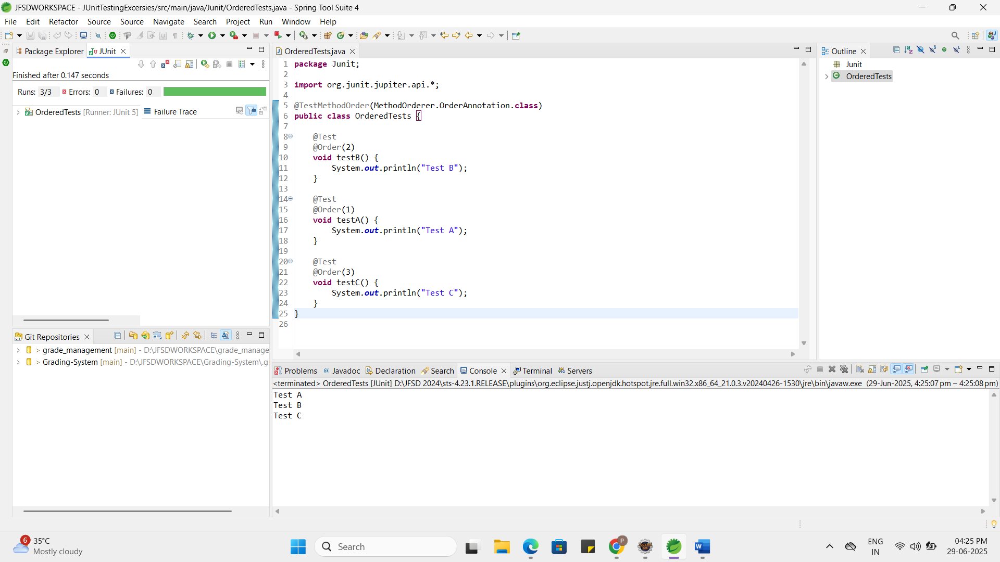 JFSDWORKSPACE - JUnitTestingExcersies/src/main/java/Junit/OrderedTests.java - Spring Tool Suite 4
File Edit Refactor Source Source Navigate Search Project Run Window Help
Package Explorer JUnit
Finished after 0.147 seconds
Runs: 3/3 Errors: 0 Failures: 0
OrderedTests [Runner: JUnit 5] Failure Trace
OrderedTests.java
1 package Junit;
2
3 import org.junit.jupiter.api.*;
4
5 @TestMethodOrder(MethodOrderer.OrderAnnotation.class)
6 public class OrderedTests {
7
8 @Test
9 @Order(2)
10 void testB() {
11 System.out.println("Test B");
12 }
13
14 @Test
15 @Order(1)
16 void testA() {
17 System.out.println("Test A");
18 }
19
20 @Test
21 @Order(3)
22 void testC() {
23 System.out.println("Test C");
24 }
25 }
26
Outline
Junit
OrderedTests
Git Repositories
> grade_management [main] - D:\JFSDWORKSPACE\grade_manage
> Grading-System [main] - D:\JFSDWORKSPACE\Grading-System\.gi
Problems @ Javadoc Declaration Search Console Terminal Servers
<terminated> OrderedTests [JUnit] D:\JFSD 2024\sts-4.23.1.RELEASE\plugins\org.eclipse.justj.openjdk.hotspot.jre.full.win32.x86_64_21.0.3.v20240426-1530\jre\bin\javaw.exe (29-Jun-2025, 4:25:07 pm – 4:25:08 pm)
Test A
Test B
Test C
6
35°C
Mostly cloudy
Search
P
ENG
IN
04:25 PM
29-06-2025